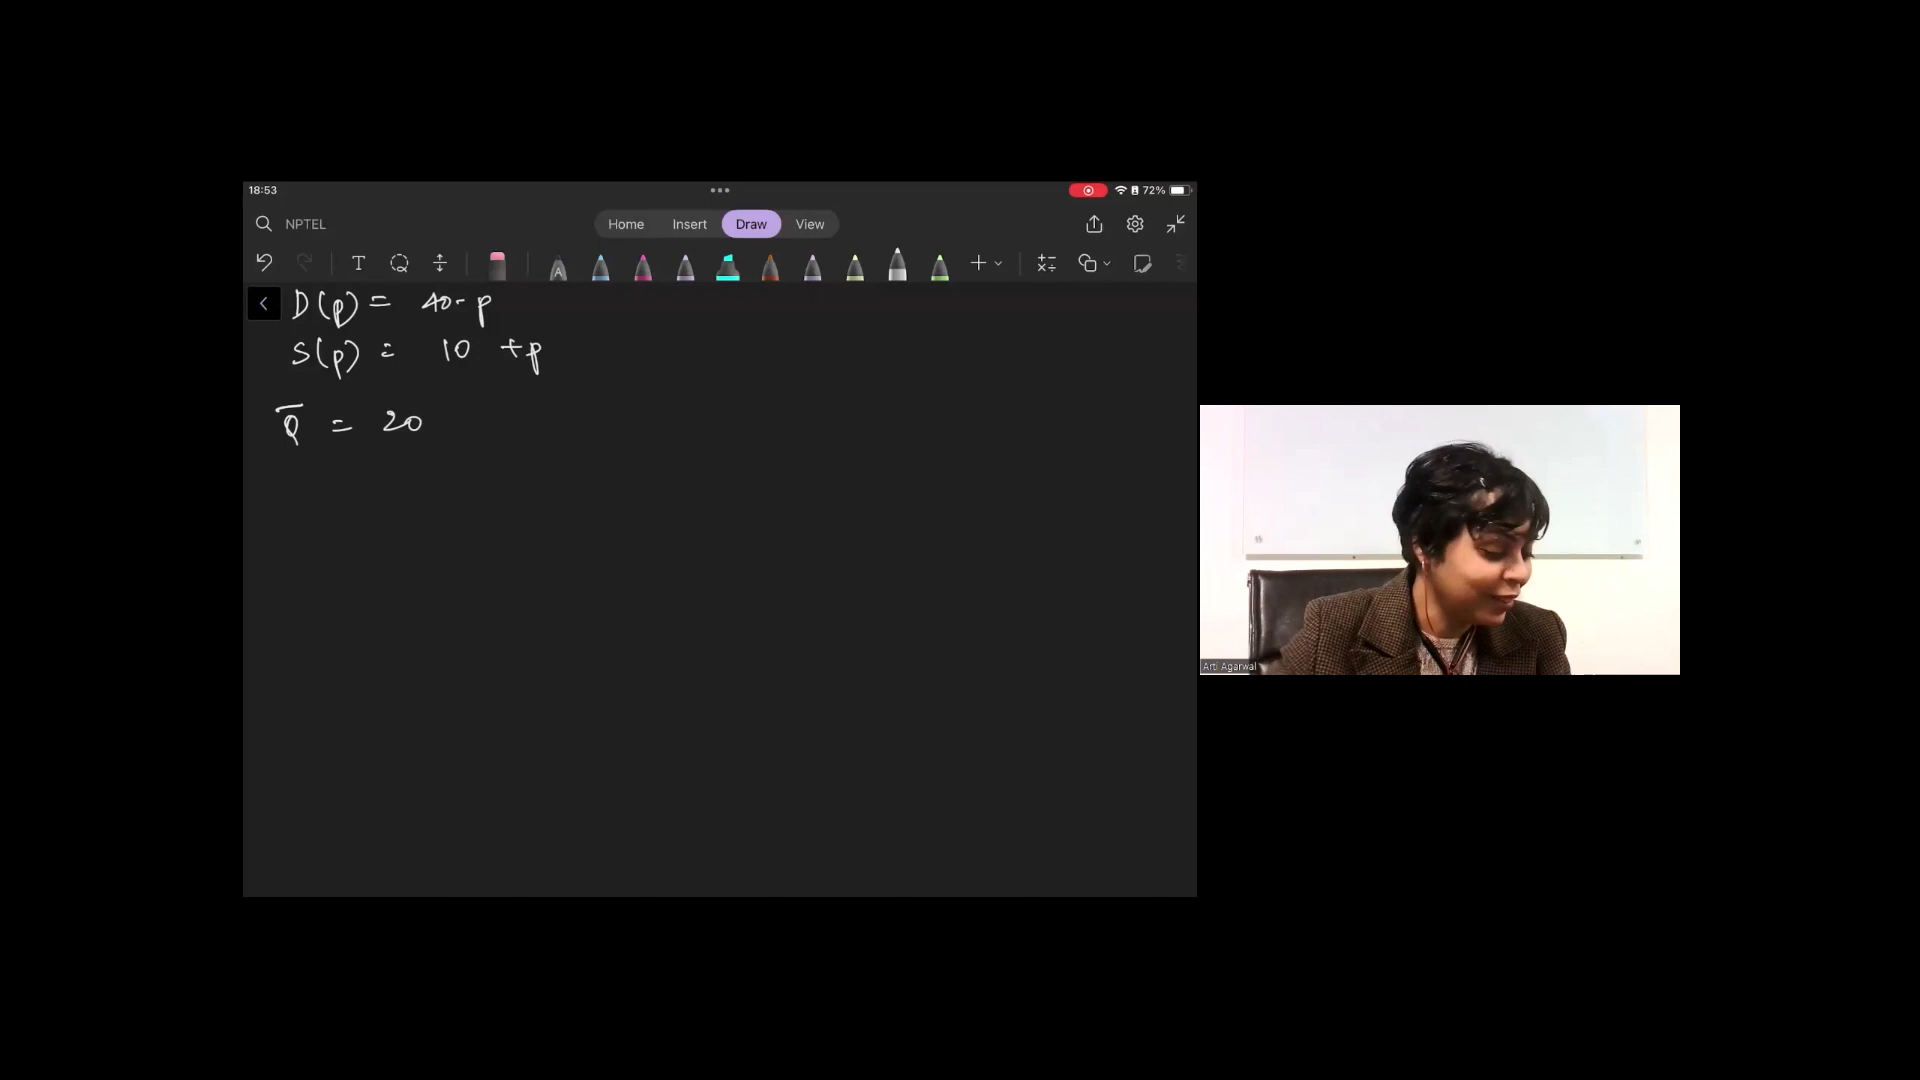 18:53
72%
NPTEL
Home Insert Draw View
T
A
D(p) = 40-p
S(p) = 10 +p
Q̅ = 20
Arti Agarwal